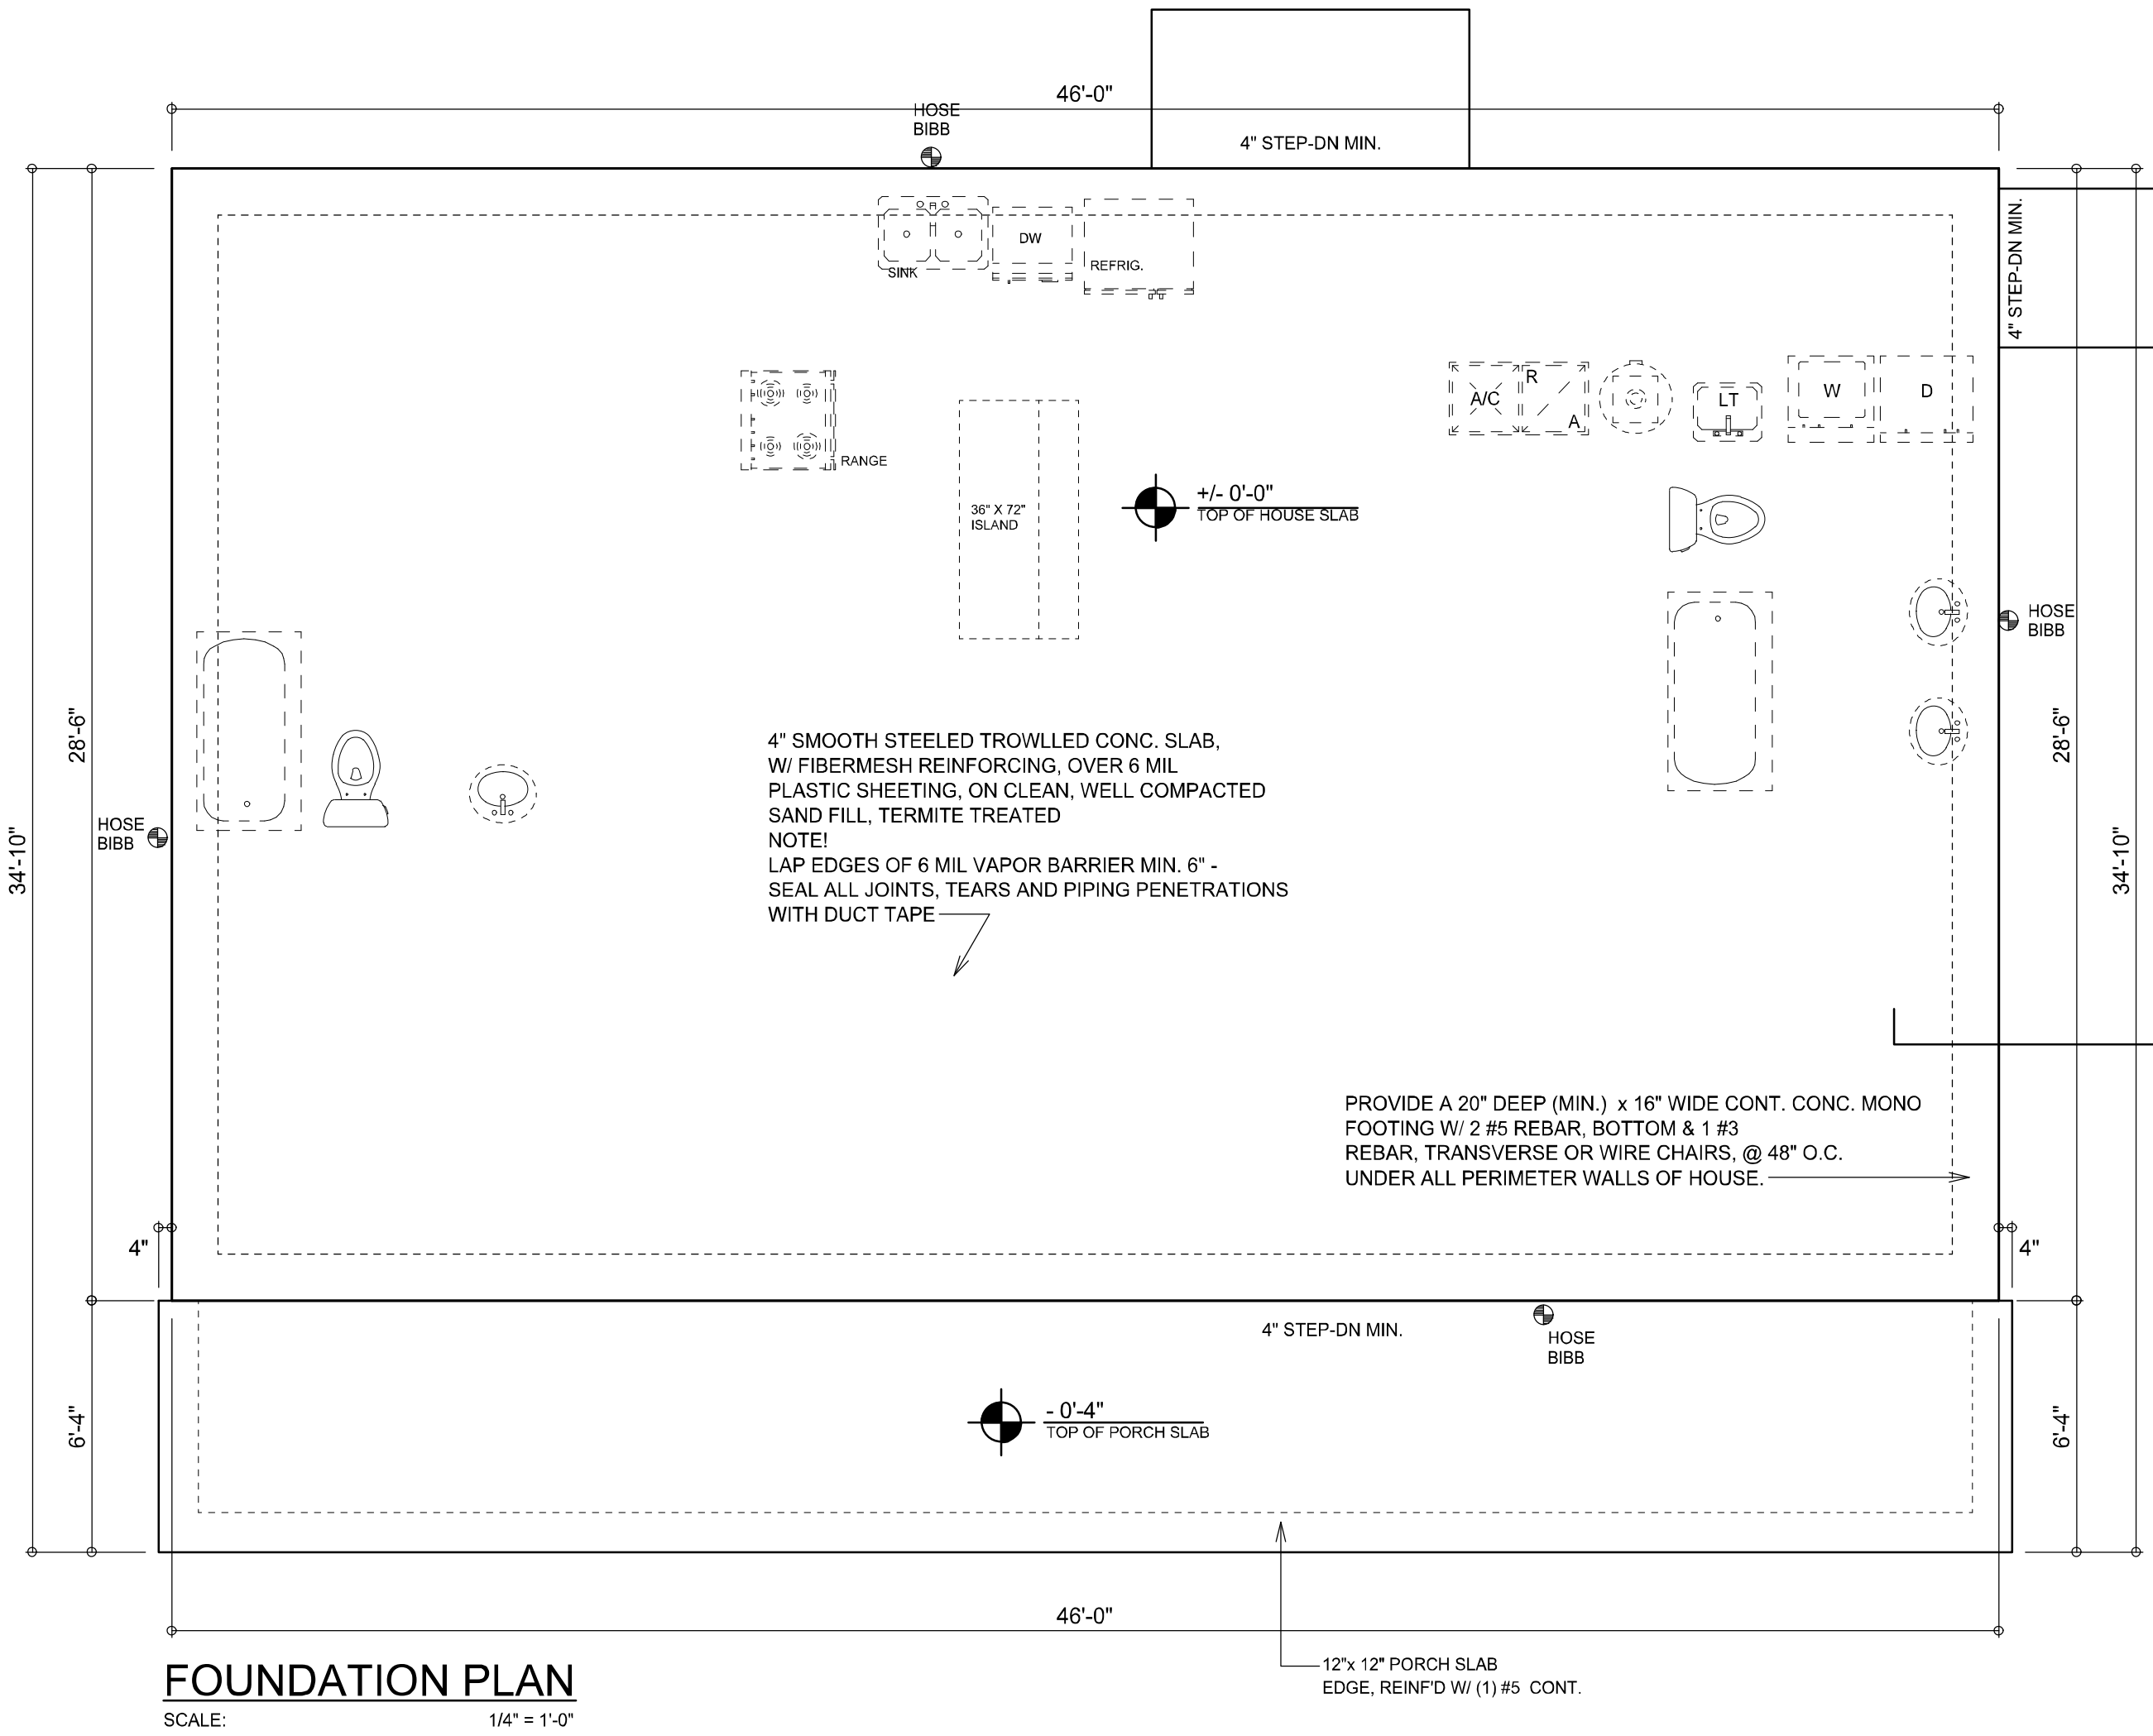 46'-0"
HOSE
BIBB
4" STEP-DN MIN.
4" STEP-DN MIN.
SINK
DW
REFRIG.
RANGE
36" X 72"
ISLAND
A/C
R
A
LT
W
D
+/- 0'-0"
TOP OF HOUSE SLAB
HOSE
BIBB
28'-6"
34'-10"
28'-6"
34'-10"
HOSE
BIBB
4" SMOOTH STEELED TROWLLED CONC. SLAB,
W/ FIBERMESH REINFORCING, OVER 6 MIL
PLASTIC SHEETING, ON CLEAN, WELL COMPACTED
SAND FILL, TERMITE TREATED
NOTE!
LAP EDGES OF 6 MIL VAPOR BARRIER MIN. 6" -
SEAL ALL JOINTS, TEARS AND PIPING PENETRATIONS
WITH DUCT TAPE
PROVIDE A 20" DEEP (MIN.) x 16" WIDE CONT. CONC. MONO
FOOTING W/ 2 #5 REBAR, BOTTOM & 1 #3
REBAR, TRANSVERSE OR WIRE CHAIRS, @ 48" O.C.
UNDER ALL PERIMETER WALLS OF HOUSE.
4"
4"
4" STEP-DN MIN.
HOSE
BIBB
- 0'-4"
TOP OF PORCH SLAB
6'-4"
6'-4"
46'-0"
12"x 12" PORCH SLAB
EDGE, REINF'D W/ (1) #5 CONT.
FOUNDATION PLAN
SCALE: 1/4" = 1'-0"